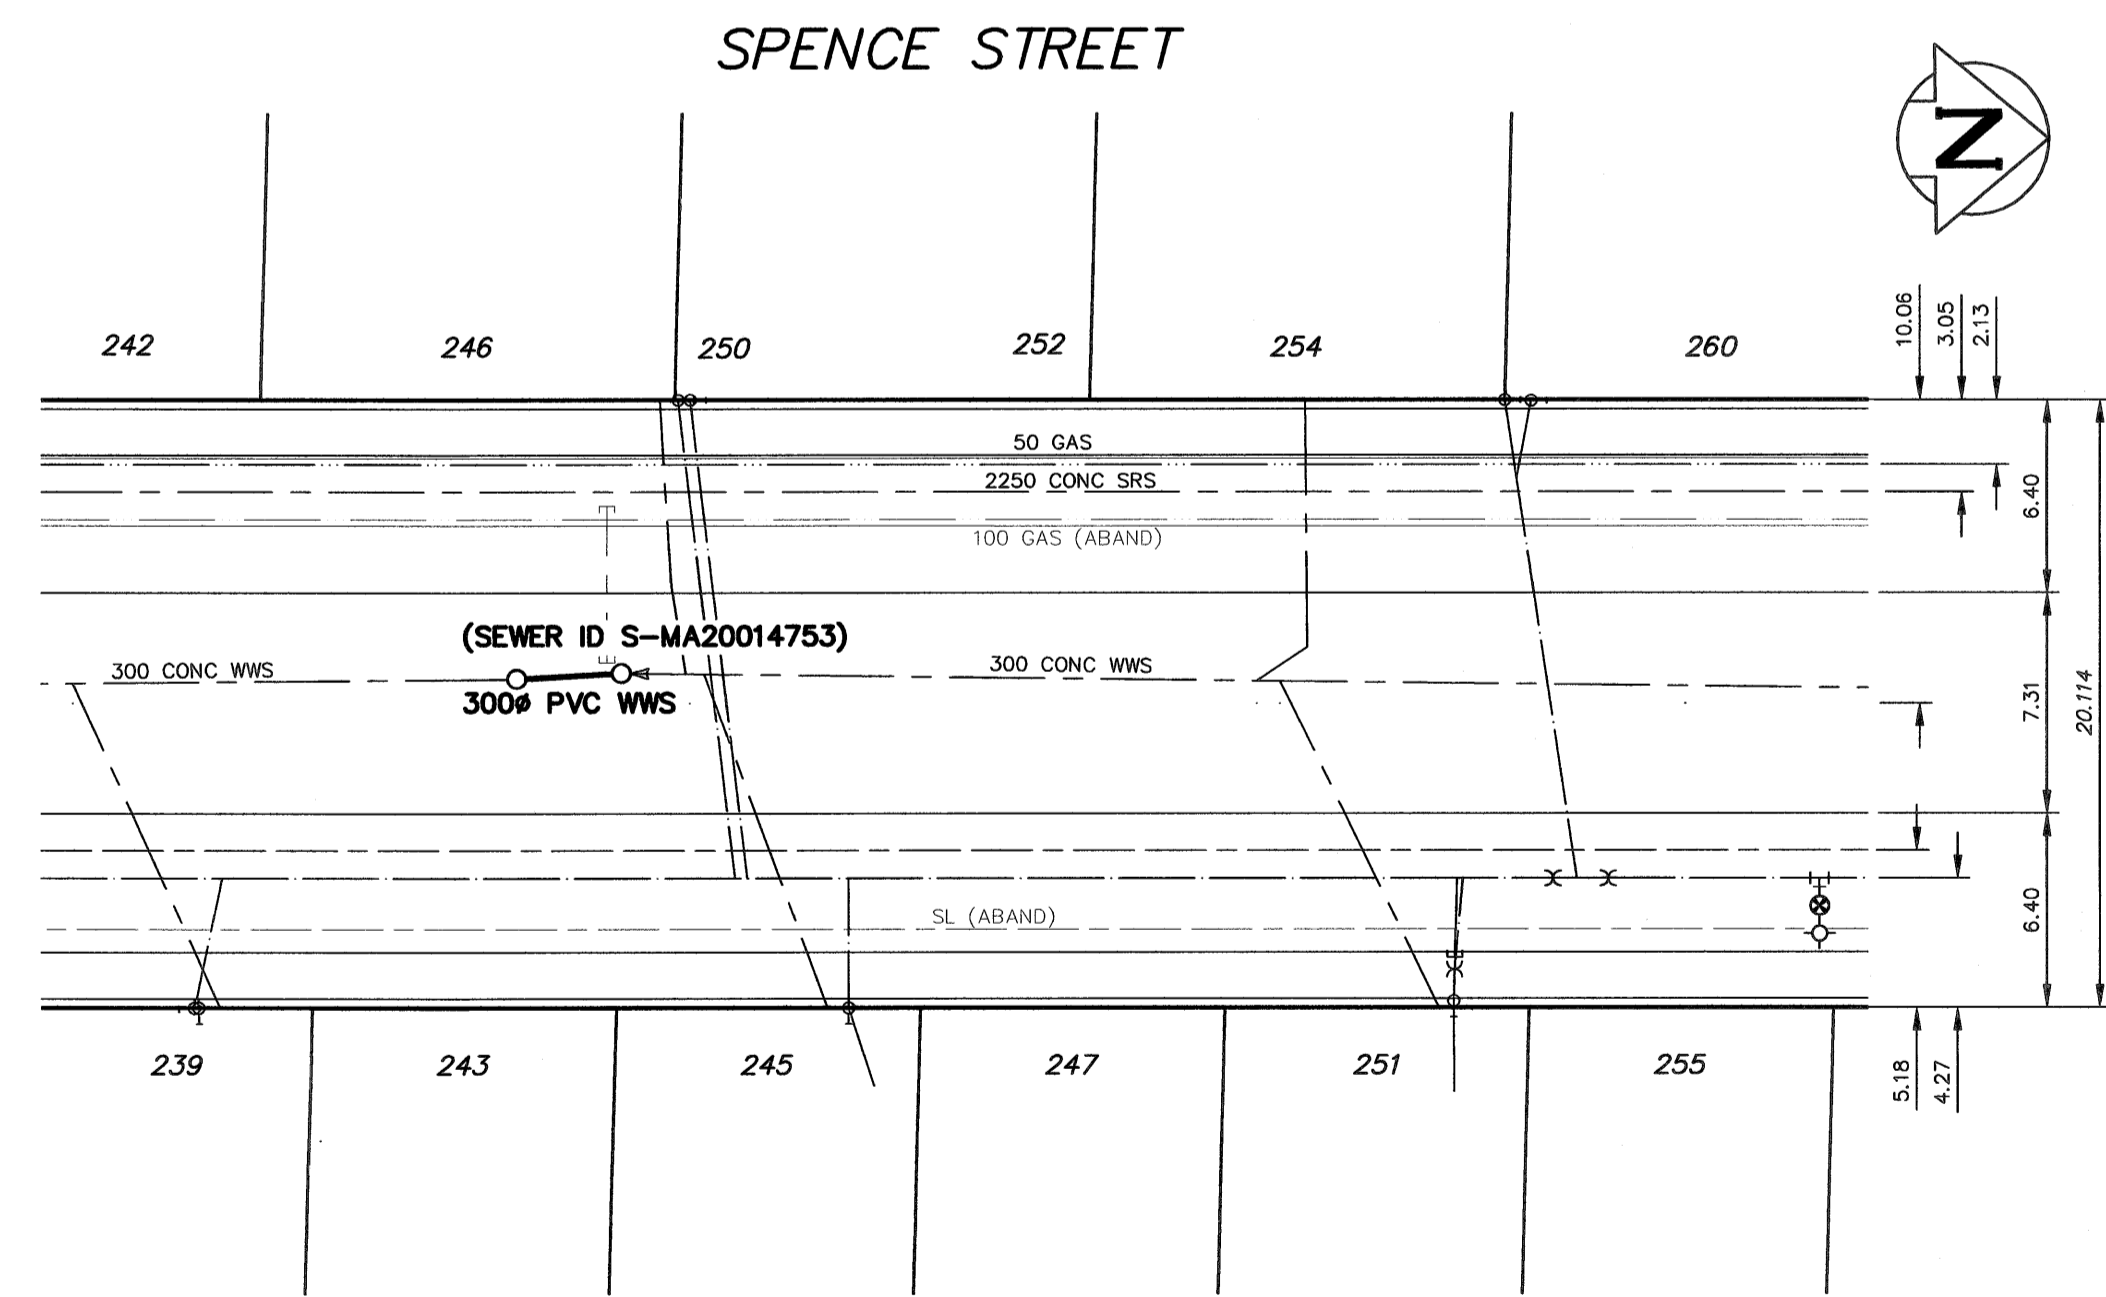 SPENCE STREET
N
10.06
3.05
2.13
242
246
250
252
254
260
50 GAS
2250 CONC SRS
100 GAS (ABAND)
6.40
(SEWER ID S-MA20014753)
300 CONC WWS
300 CONC WWS
300ø PVC WWS
7.31
20.114
SL (ABAND)
6.40
239
243
245
247
251
255
5.18
4.27